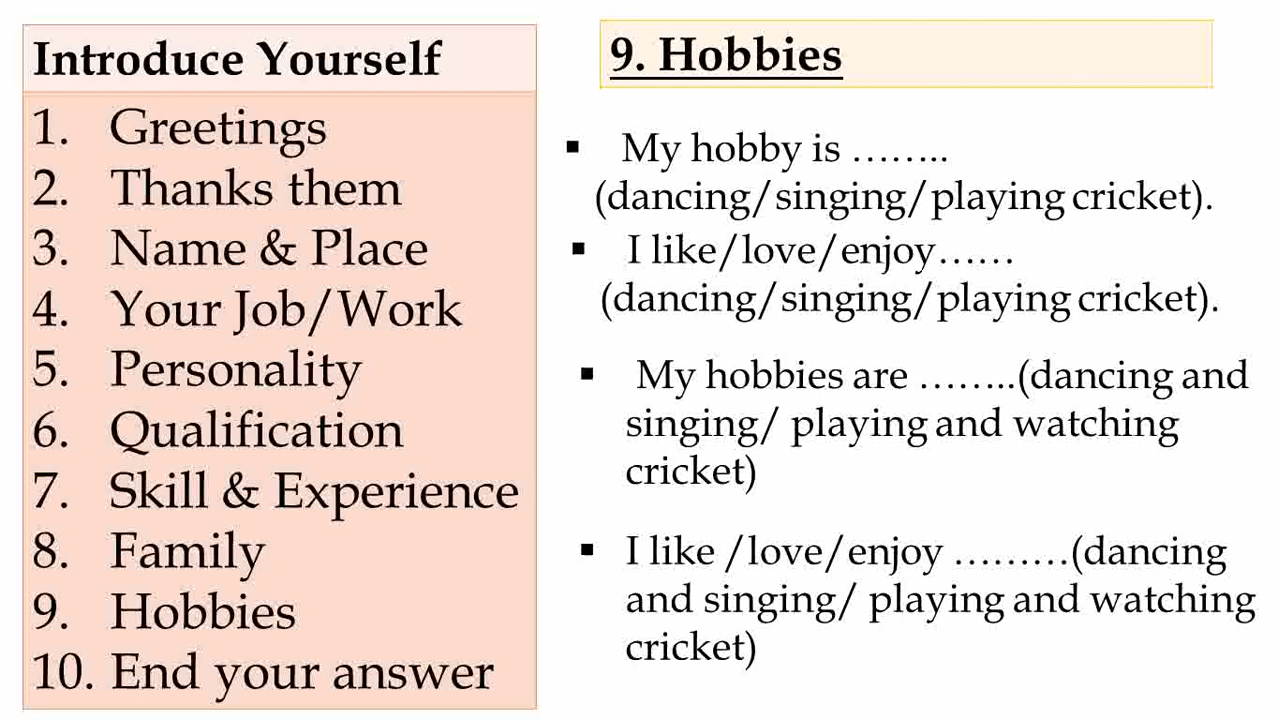 Introduce Yourself
1. Greetings
2. Thanks them
3. Name & Place
4. Your Job/Work
5. Personality
6. Qualification
7. Skill & Experience
8. Family
9. Hobbies
10. End your answer
9. Hobbies
▪ My hobby is ……..
(dancing/singing/playing cricket).
▪ I like/love/enjoy……
(dancing/singing/playing cricket).
▪ My hobbies are ……..(dancing and
singing/ playing and watching
cricket)
▪ I like /love/enjoy ………(dancing
and singing/ playing and watching
cricket)